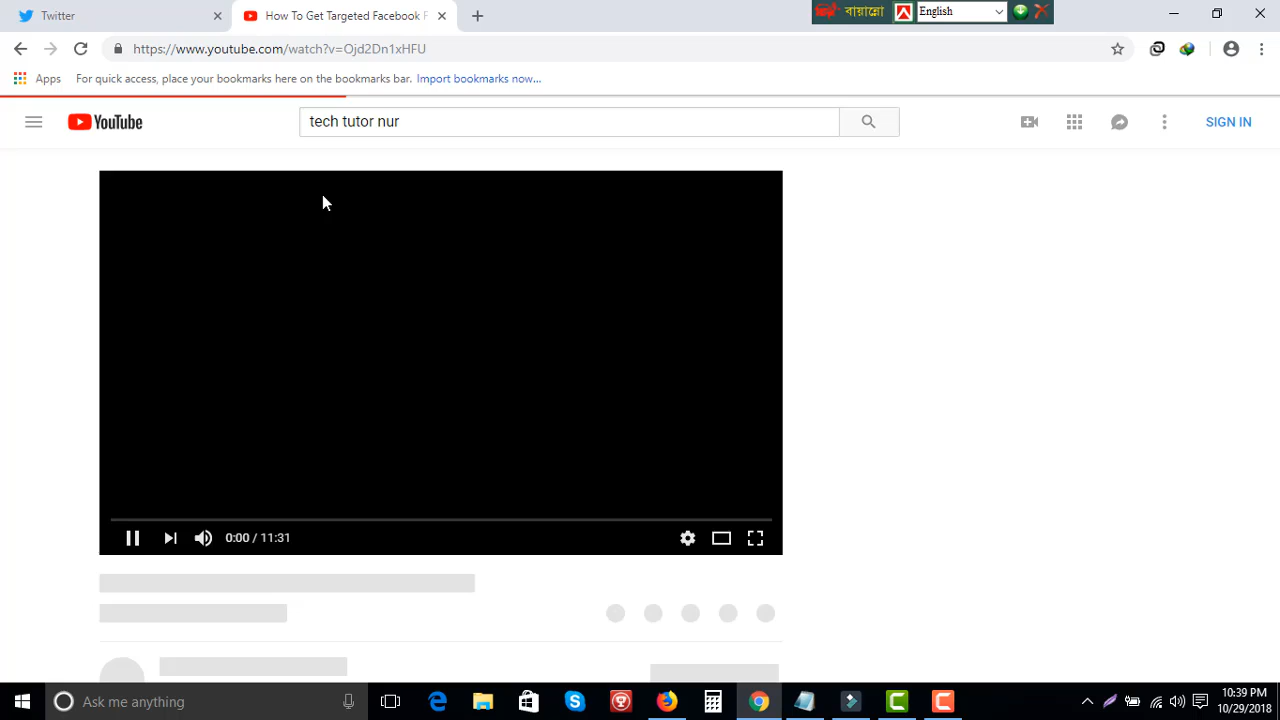 Twitter
How To Get Targeted Facebook F
বায়ান্নো
English
https://www.youtube.com/watch?v=Ojd2Dn1xHFU
Apps For quick access, place your bookmarks here on the bookmarks bar. Import bookmarks now...
YouTube
tech tutor nur
SIGN IN
0:00 / 11:31
Ask me anything
10:39 PM
10/29/2018